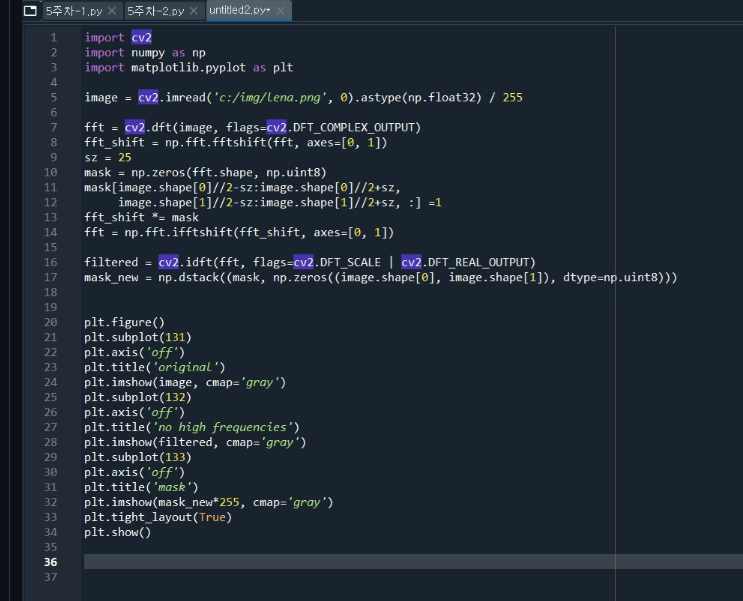 5주차-1.py × 5주차-2.py × untitled2.py* ×
1 import cv2
2 import numpy as np
3 import matplotlib.pyplot as plt
4
5 image = cv2.imread('c:/img/lena.png', 0).astype(np.float32) / 255
6
7 fft = cv2.dft(image, flags=cv2.DFT_COMPLEX_OUTPUT)
8 fft_shift = np.fft.fftshift(fft, axes=[0, 1])
9 sz = 25
10 mask = np.zeros(fft.shape, np.uint8)
11 mask[image.shape[0]//2-sz:image.shape[0]//2+sz,
12 image.shape[1]//2-sz:image.shape[1]//2+sz, :] =1
13 fft_shift *= mask
14 fft = np.fft.ifftshift(fft_shift, axes=[0, 1])
15
16 filtered = cv2.idft(fft, flags=cv2.DFT_SCALE | cv2.DFT_REAL_OUTPUT)
17 mask_new = np.dstack((mask, np.zeros((image.shape[0], image.shape[1]), dtype=np.uint8)))
18
19
20 plt.figure()
21 plt.subplot(131)
22 plt.axis('off')
23 plt.title('original')
24 plt.imshow(image, cmap='gray')
25 plt.subplot(132)
26 plt.axis('off')
27 plt.title('no high frequencies')
28 plt.imshow(filtered, cmap='gray')
29 plt.subplot(133)
30 plt.axis('off')
31 plt.title('mask')
32 plt.imshow(mask_new*255, cmap='gray')
33 plt.tight_layout(True)
34 plt.show()
35
36
37